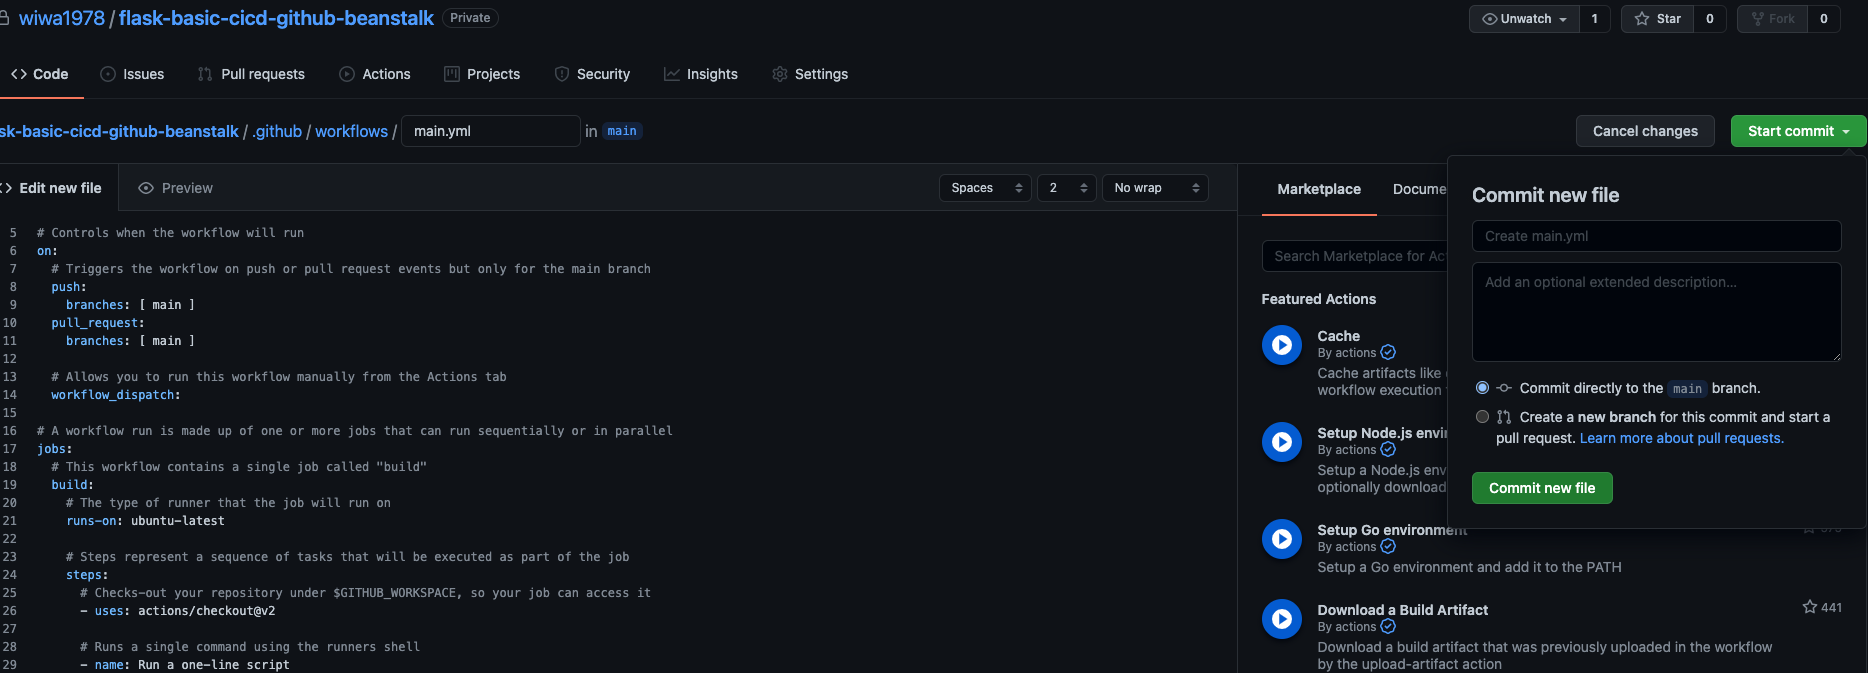 wiwa1978 / flask-basic-cicd-github-beanstalk Private
Unwatch 1 Star 0 Fork 0
Code Issues Pull requests Actions Projects Security Insights Settings
sk-basic-cicd-github-beanstalk / .github / workflows / main.yml in main
Cancel changes Start commit
Edit new file Preview
Spaces 2 No wrap
5 # Controls when the workflow will run
6 on:
7 # Triggers the workflow on push or pull request events but only for the main branch
8 push:
9 branches: [ main ]
10 pull_request:
11 branches: [ main ]
12
13 # Allows you to run this workflow manually from the Actions tab
14 workflow_dispatch:
15
16 # A workflow run is made up of one or more jobs that can run sequentially or in parallel
17 jobs:
18 # This workflow contains a single job called "build"
19 build:
20 # The type of runner that the job will run on
21 runs-on: ubuntu-latest
22
23 # Steps represent a sequence of tasks that will be executed as part of the job
24 steps:
25 # Checks-out your repository under $GITHUB_WORKSPACE, so your job can access it
26 - uses: actions/checkout@v2
27
28 # Runs a single command using the runners shell
29 - name: Run a one-line script
Marketplace Docume
Search Marketplace for Ac
Featured Actions
Cache
By actions
Cache artifacts like
workflow execution
Setup Node.js envi
By actions
Setup a Node.js env
optionally download
Setup Go environment
By actions
Setup a Go environment and add it to the PATH
Download a Build Artifact
441
By actions
Download a build artifact that was previously uploaded in the workflow
by the upload-artifact action
Commit new file
Create main.yml
Add an optional extended description...
Commit directly to the main branch.
Create a new branch for this commit and start a
pull request. Learn more about pull requests.
Commit new file